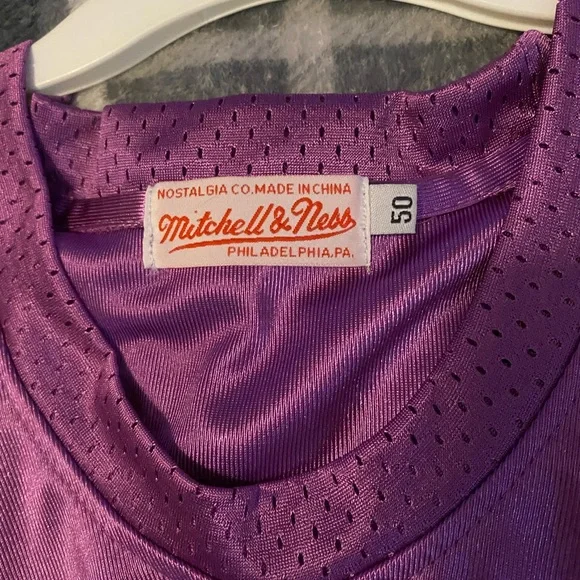 NOSTALGIA CO. MADE IN CHINA
Mitchell & Ness
PHILADELPHIA, PA.
50